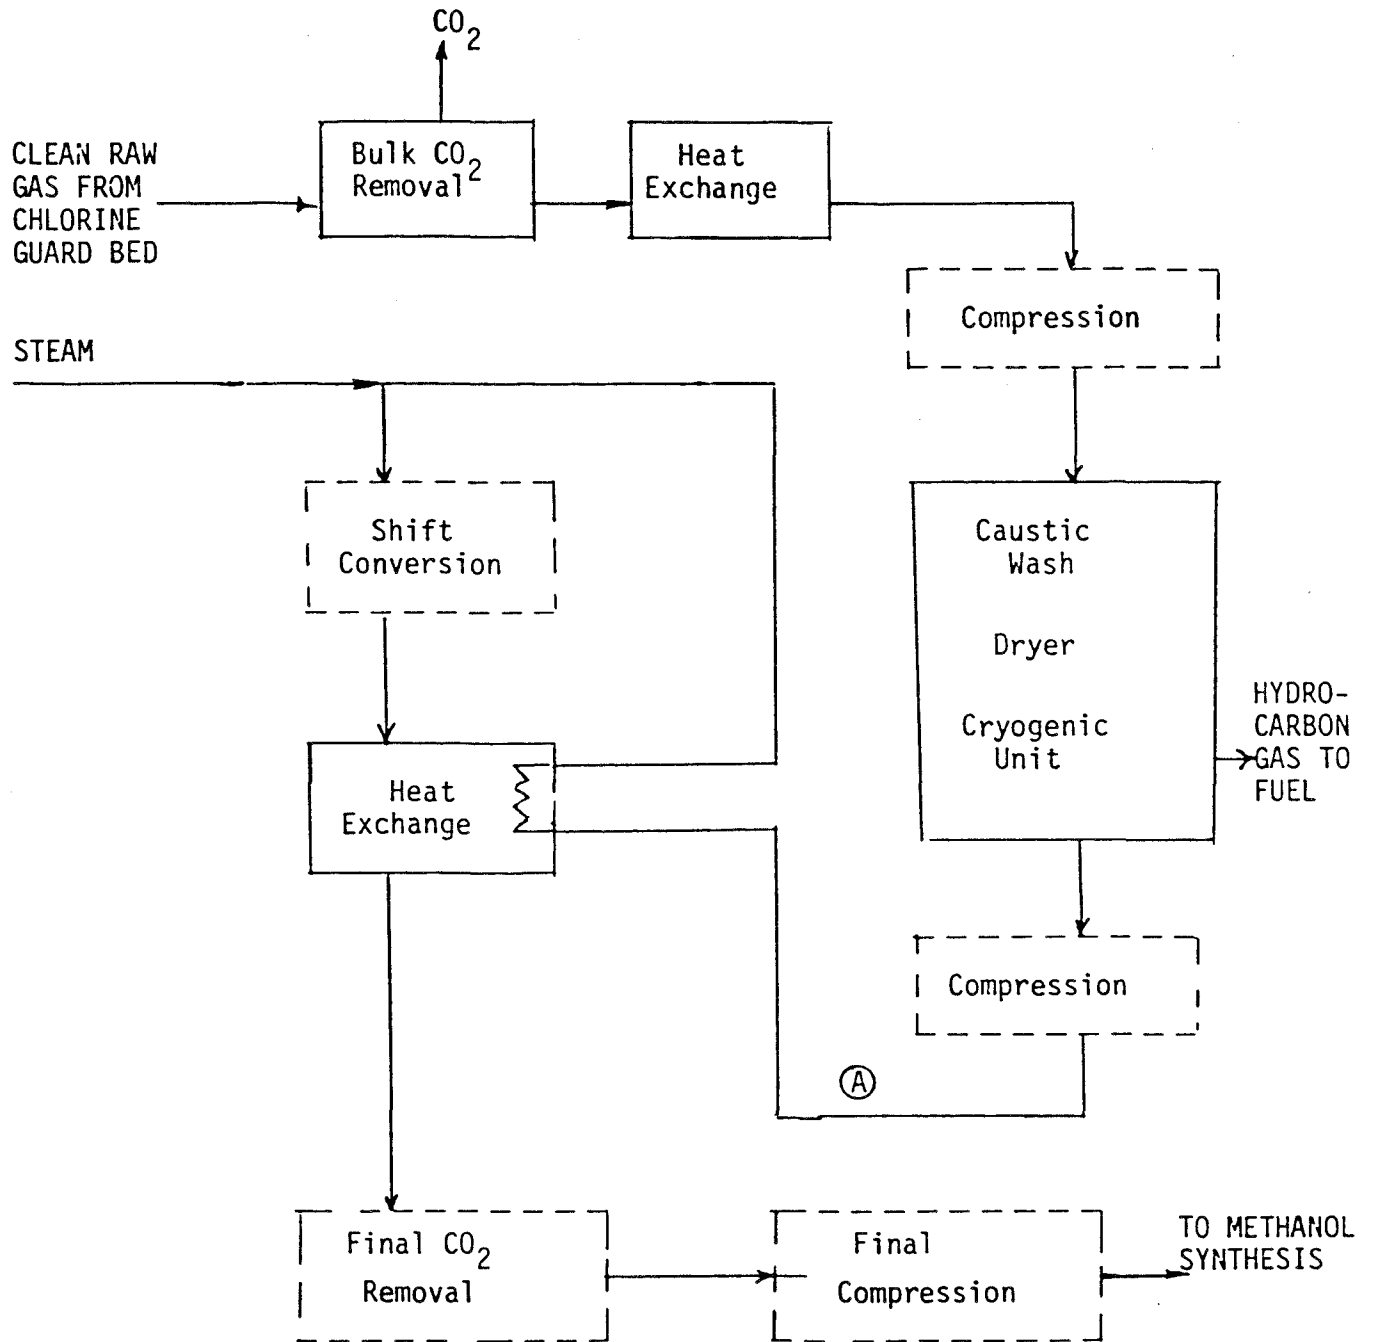 CO2
CLEAN RAW
GAS FROM
CHLORINE
GUARD BED
Bulk CO2
Removal
Heat
Exchange
Compression
STEAM
Shift
Conversion
Caustic
Wash
Dryer
Cryogenic
Unit
HYDRO-
CARBON
GAS TO
FUEL
Heat
Exchange
Compression
A
Final CO2
Removal
Final
Compression
TO METHANOL
SYNTHESIS